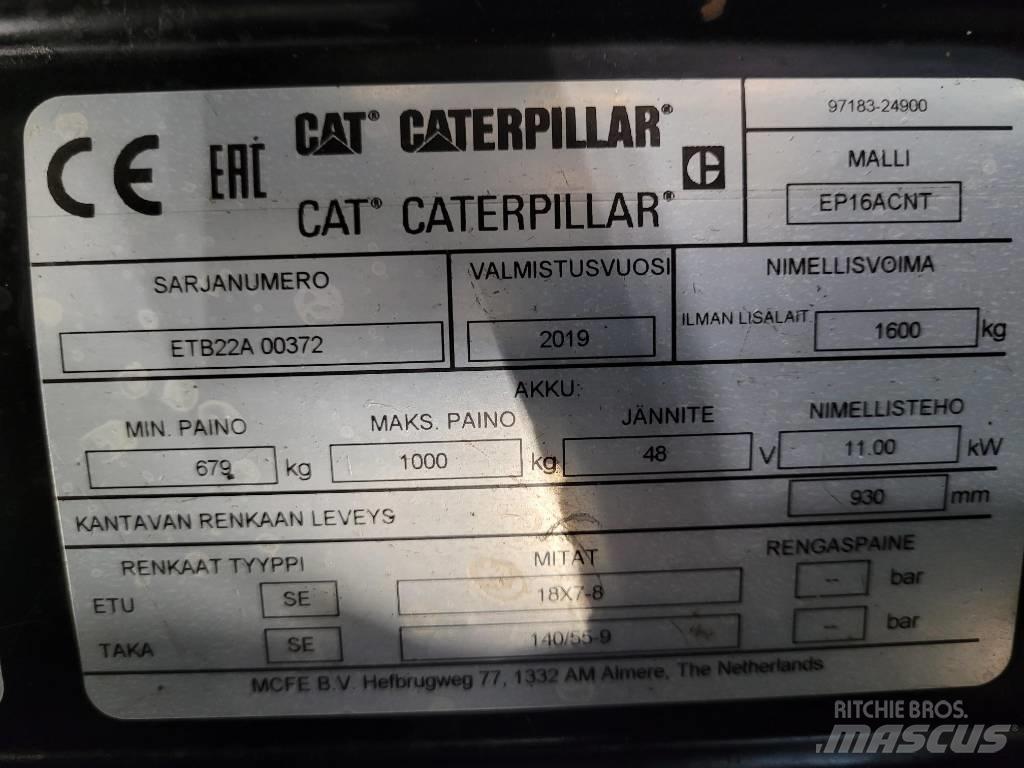 CE EAC CAT® CATERPILLAR®
CAT® CATERPILLAR®
97183-24900
MALLI
EP16ACNT
SARJANUMERO
ETB22A 00372
VALMISTUSVUOSI
2019
NIMELLISVOIMA
ILMAN LISALAIT. 1600 kg
AKKU:
MIN. PAINO MAKS. PAINO JÄNNITE NIMELLISTEHO
679 kg 1000 kg 48 V 11.00 kW
KANTAVAN RENKAAN LEVEYS 930 mm
RENKAAT TYYPPI MITAT RENGASPAINE
ETU SE 18X7-8 -- bar
TAKA SE 140/55-9 -- bar
MCFE B.V. Hefbrugweg 77, 1332 AM Almere, The Netherlands
RITCHIE BROS.
MASCUS